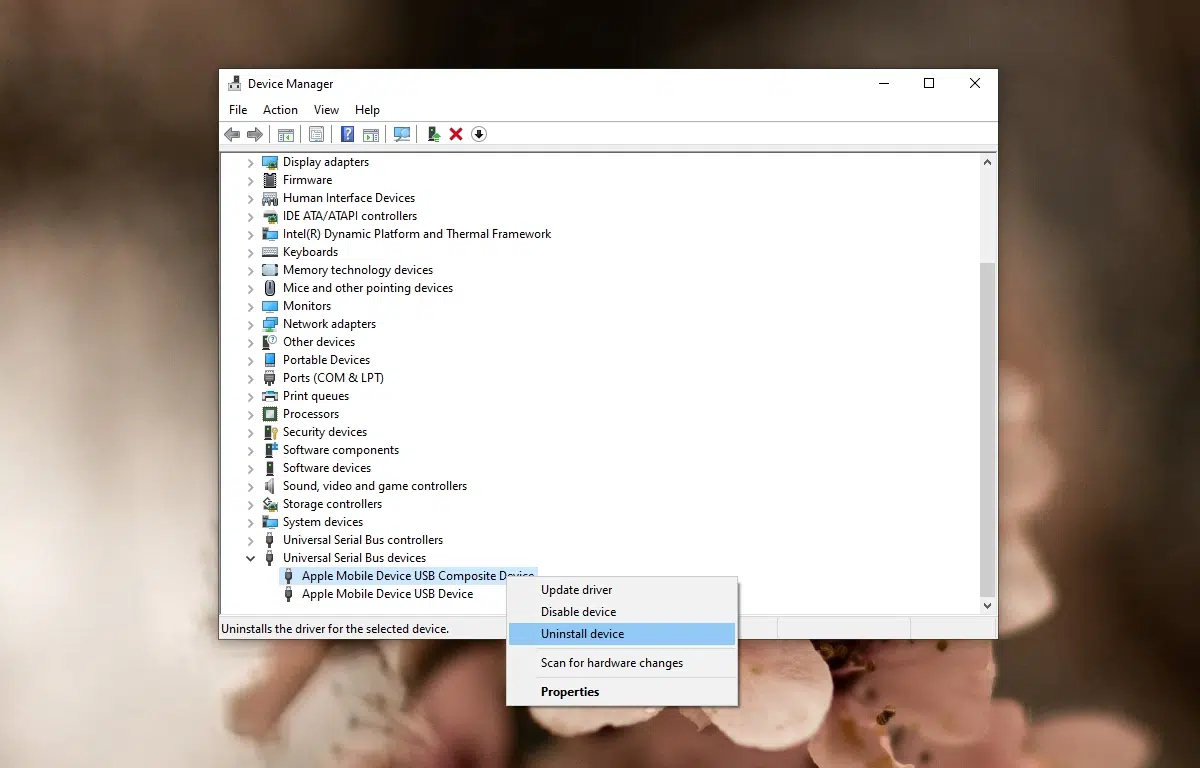 Device Manager
File Action View Help
Display adapters
Firmware
Human Interface Devices
IDE ATA/ATAPI controllers
Intel(R) Dynamic Platform and Thermal Framework
Keyboards
Memory technology devices
Mice and other pointing devices
Monitors
Network adapters
Other devices
Portable Devices
Ports (COM & LPT)
Print queues
Processors
Security devices
Software components
Software devices
Sound, video and game controllers
Storage controllers
System devices
Universal Serial Bus controllers
Universal Serial Bus devices
Apple Mobile Device USB Composite Device
Apple Mobile Device USB Device
Update driver
Disable device
Uninstall device
Scan for hardware changes
Properties
Uninstalls the driver for the selected device.